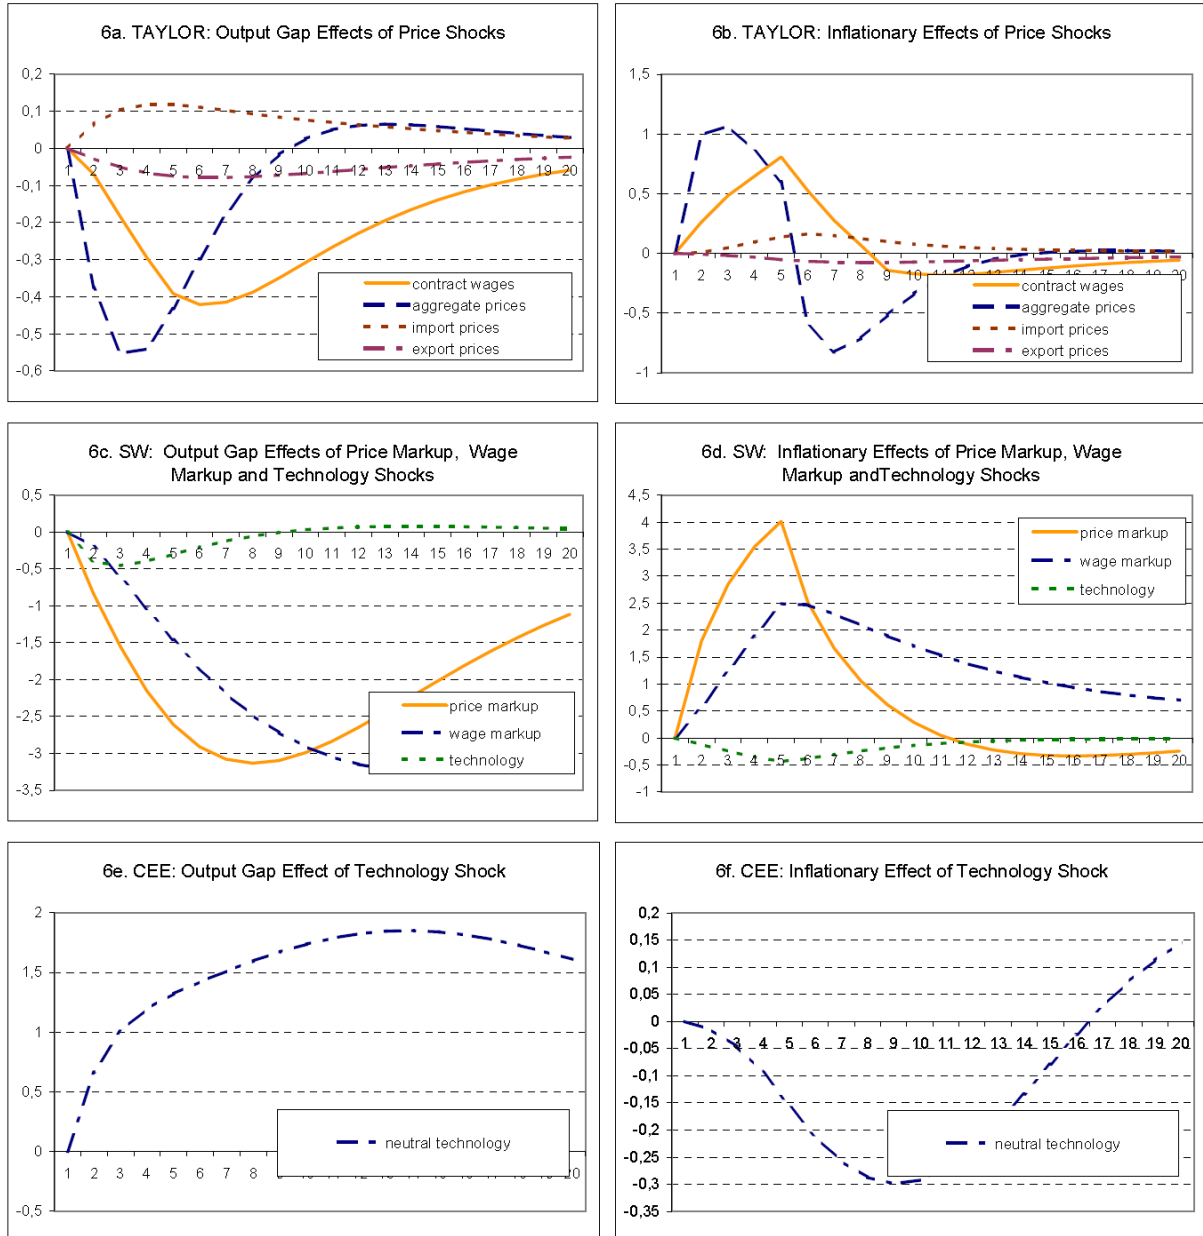 6a. TAYLOR: Output Gap Effects of Price Shocks
0,2
0,1
0
-0,1
-0,2
-0,3
-0,4
-0,5
-0,6
1 2 3 4 5 6 7 8 9 10 11 12 13 14 15 16 17 18 19 20
contract wages
aggregate prices
import prices
export prices
6b. TAYLOR: Inflationary Effects of Price Shocks
1,5
1
0,5
0
-0,5
-1
1 2 3 4 5 6 7 8 9 10 11 12 13 14 15 16 17 18 19 20
contract wages
aggregate prices
import prices
export prices
6c. SW: Output Gap Effects of Price Markup, Wage
Markup and Technology Shocks
0,5
0
-0,5
-1
-1,5
-2
-2,5
-3
-3,5
1 2 3 4 5 6 7 8 9 10 11 12 13 14 15 16 17 18 19 20
price markup
wage markup
technology
6d. SW: Inflationary Effects of Price Markup, Wage
Markup andTechnology Shocks
4,5
4
3,5
3
2,5
2
1,5
1
0,5
0
-0,5
-1
1 2 3 4 5 6 7 8 9 10 11 12 13 14 15 16 17 18 19 20
price markup
wage markup
technology
6e. CEE: Output Gap Effect of Technology Shock
2
1,5
1
0,5
0
-0,5
1 2 3 4 5 6 7 8 20
neutral technology
6f. CEE: Inflationary Effect of Technology Shock
0,2
0,15
0,1
0,05
0
-0,05
-0,1
-0,15
-0,2
-0,25
-0,3
-0,35
1 2 3 4 5 6 7 8 9 10 11 12 13 14 15 16 17 18 19 20
neutral technology